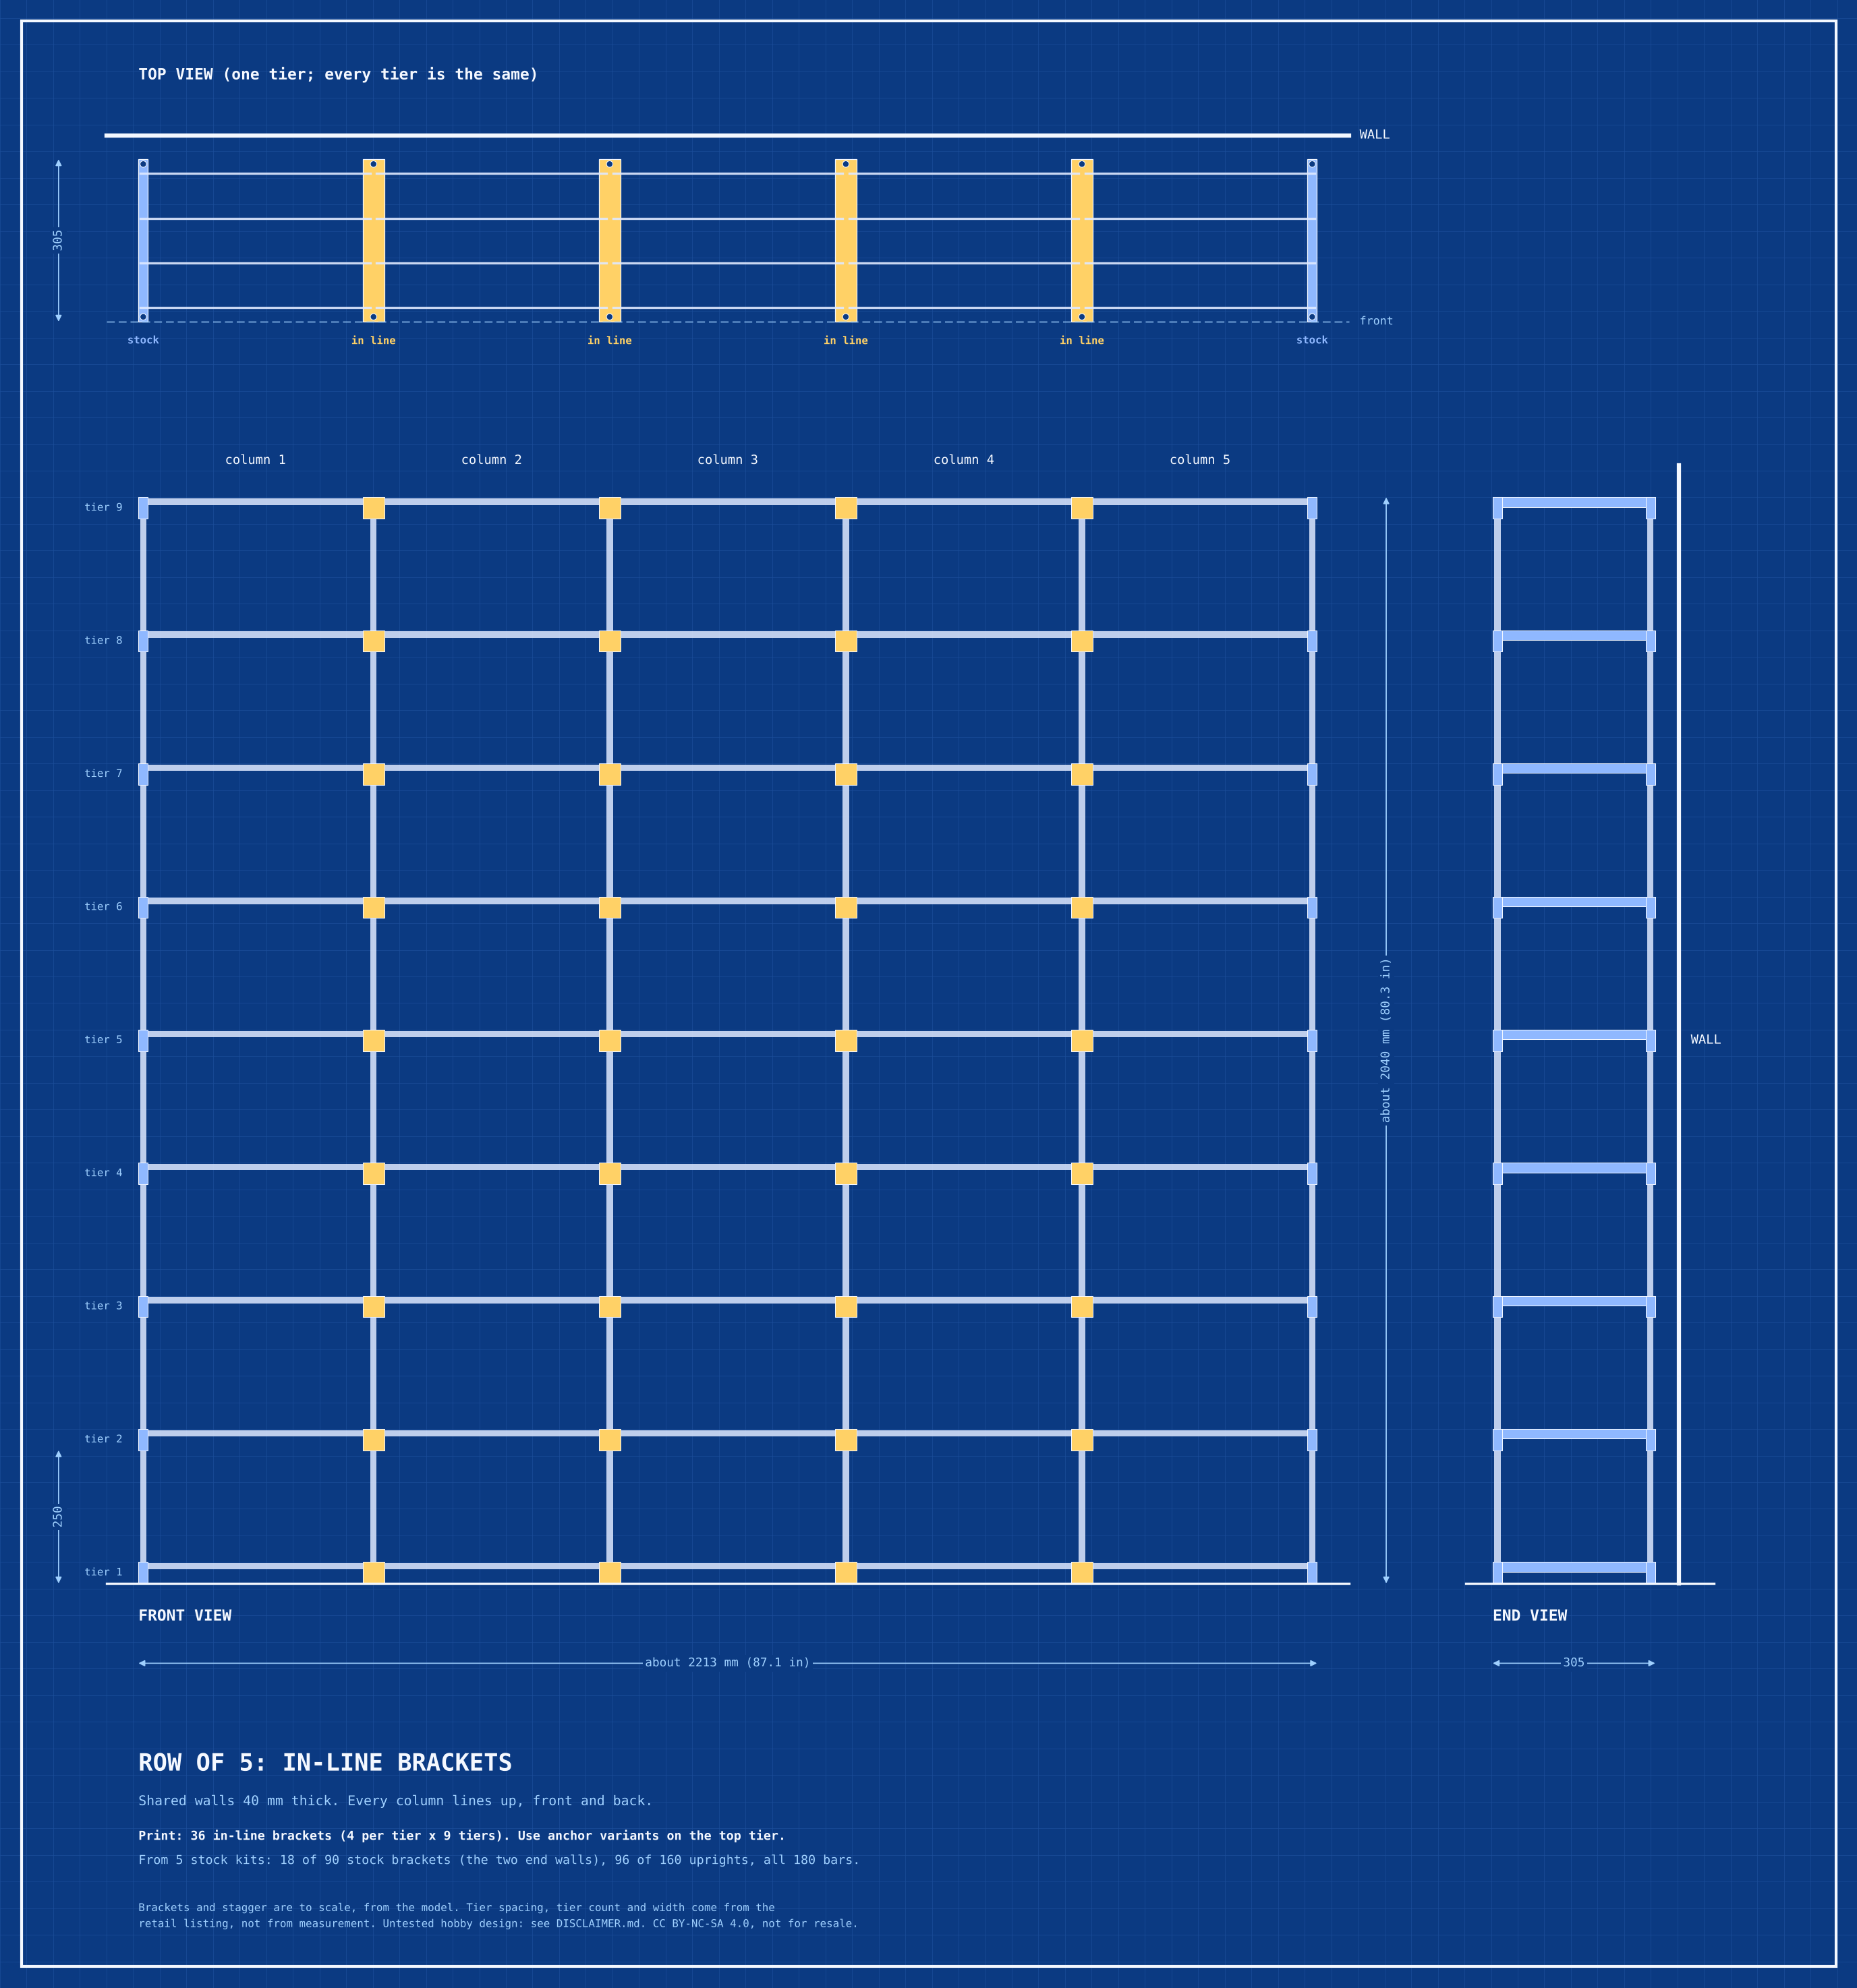 TOP VIEW (one tier; every tier is the same)
WALL
305
front
stock
in line
in line
in line
in line
stock
column 1
column 2
column 3
column 4
column 5
tier 9
tier 8
tier 7
tier 6
tier 5
tier 4
tier 3
tier 2
tier 1
250
about 2040 mm (80.3 in)
WALL
FRONT VIEW
END VIEW
about 2213 mm (87.1 in)
305
ROW OF 5: IN-LINE BRACKETS
Shared walls 40 mm thick. Every column lines up, front and back.
Print: 36 in-line brackets (4 per tier x 9 tiers). Use anchor variants on the top tier.
From 5 stock kits: 18 of 90 stock brackets (the two end walls), 96 of 160 uprights, all 180 bars.
Brackets and stagger are to scale, from the model. Tier spacing, tier count and width come from the
retail listing, not from measurement. Untested hobby design: see DISCLAIMER.md. CC BY-NC-SA 4.0, not for resale.